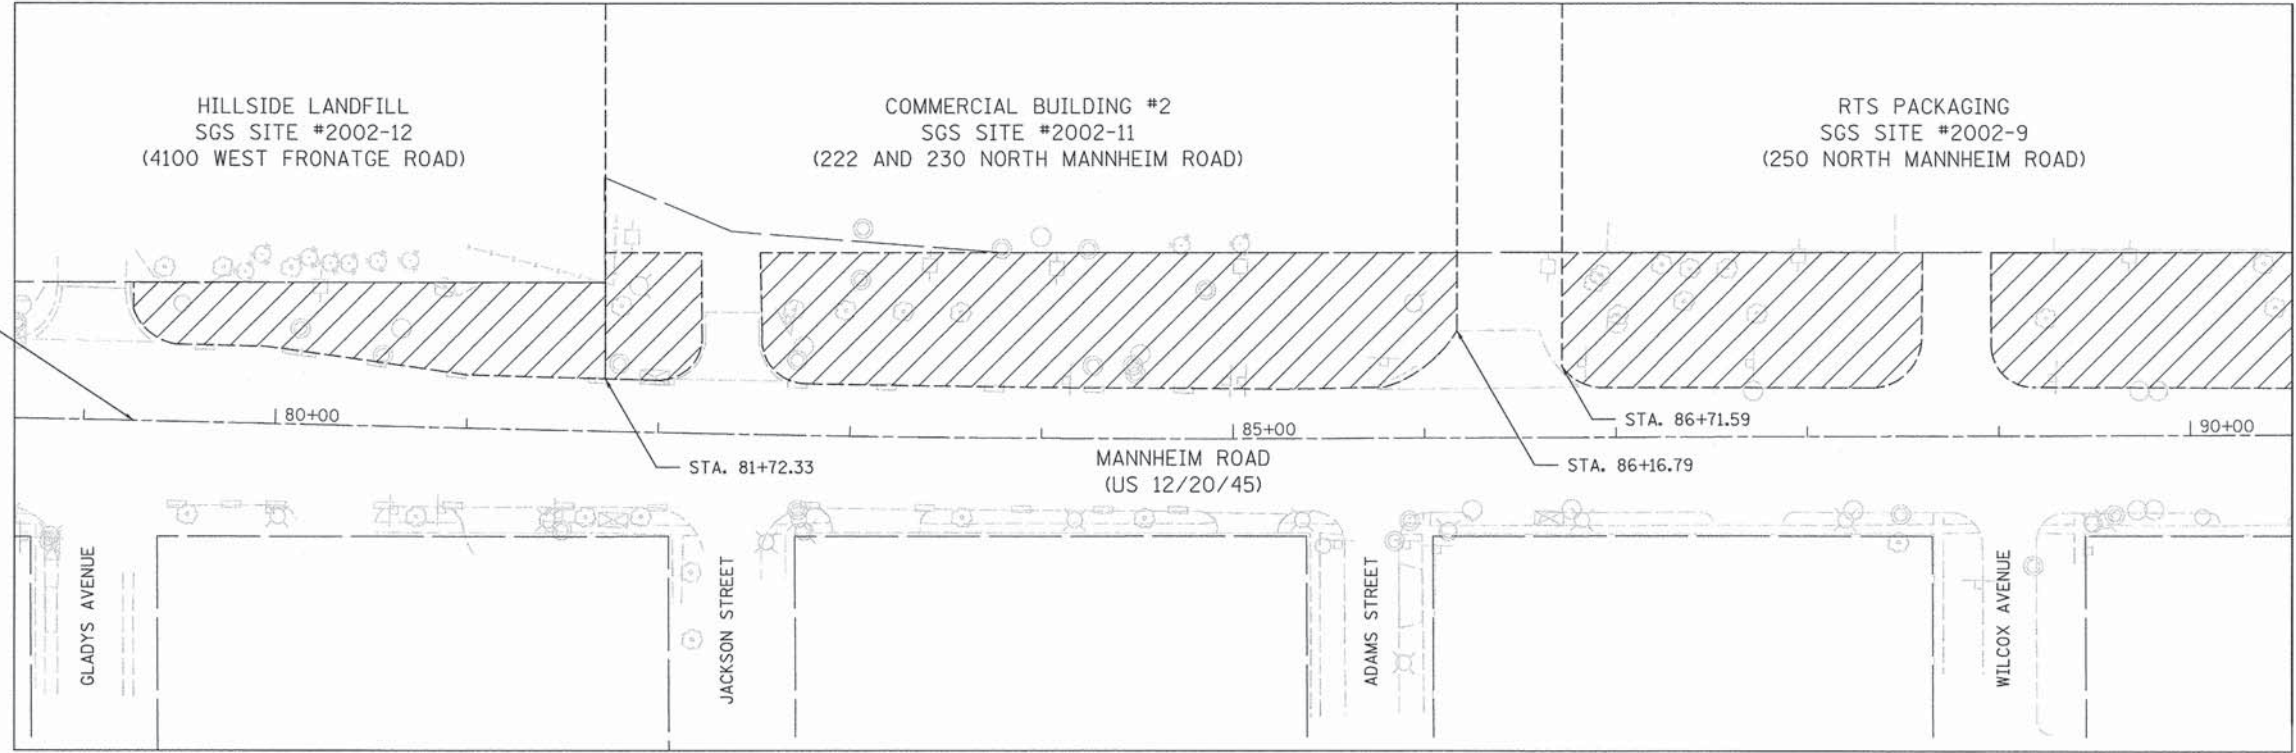 HILLSIDE LANDFILL
SGS SITE #2002-12
(4100 WEST FRONATGE ROAD)
COMMERCIAL BUILDING #2
SGS SITE #2002-11
(222 AND 230 NORTH MANNHEIM ROAD)
RTS PACKAGING
SGS SITE #2002-9
(250 NORTH MANNHEIM ROAD)
80+00
85+00
90+00
STA. 86+71.59
STA. 81+72.33
STA. 86+16.79
MANNHEIM ROAD
(US 12/20/45)
GLADYS AVENUE
JACKSON STREET
ADAMS STREET
WILCOX AVENUE